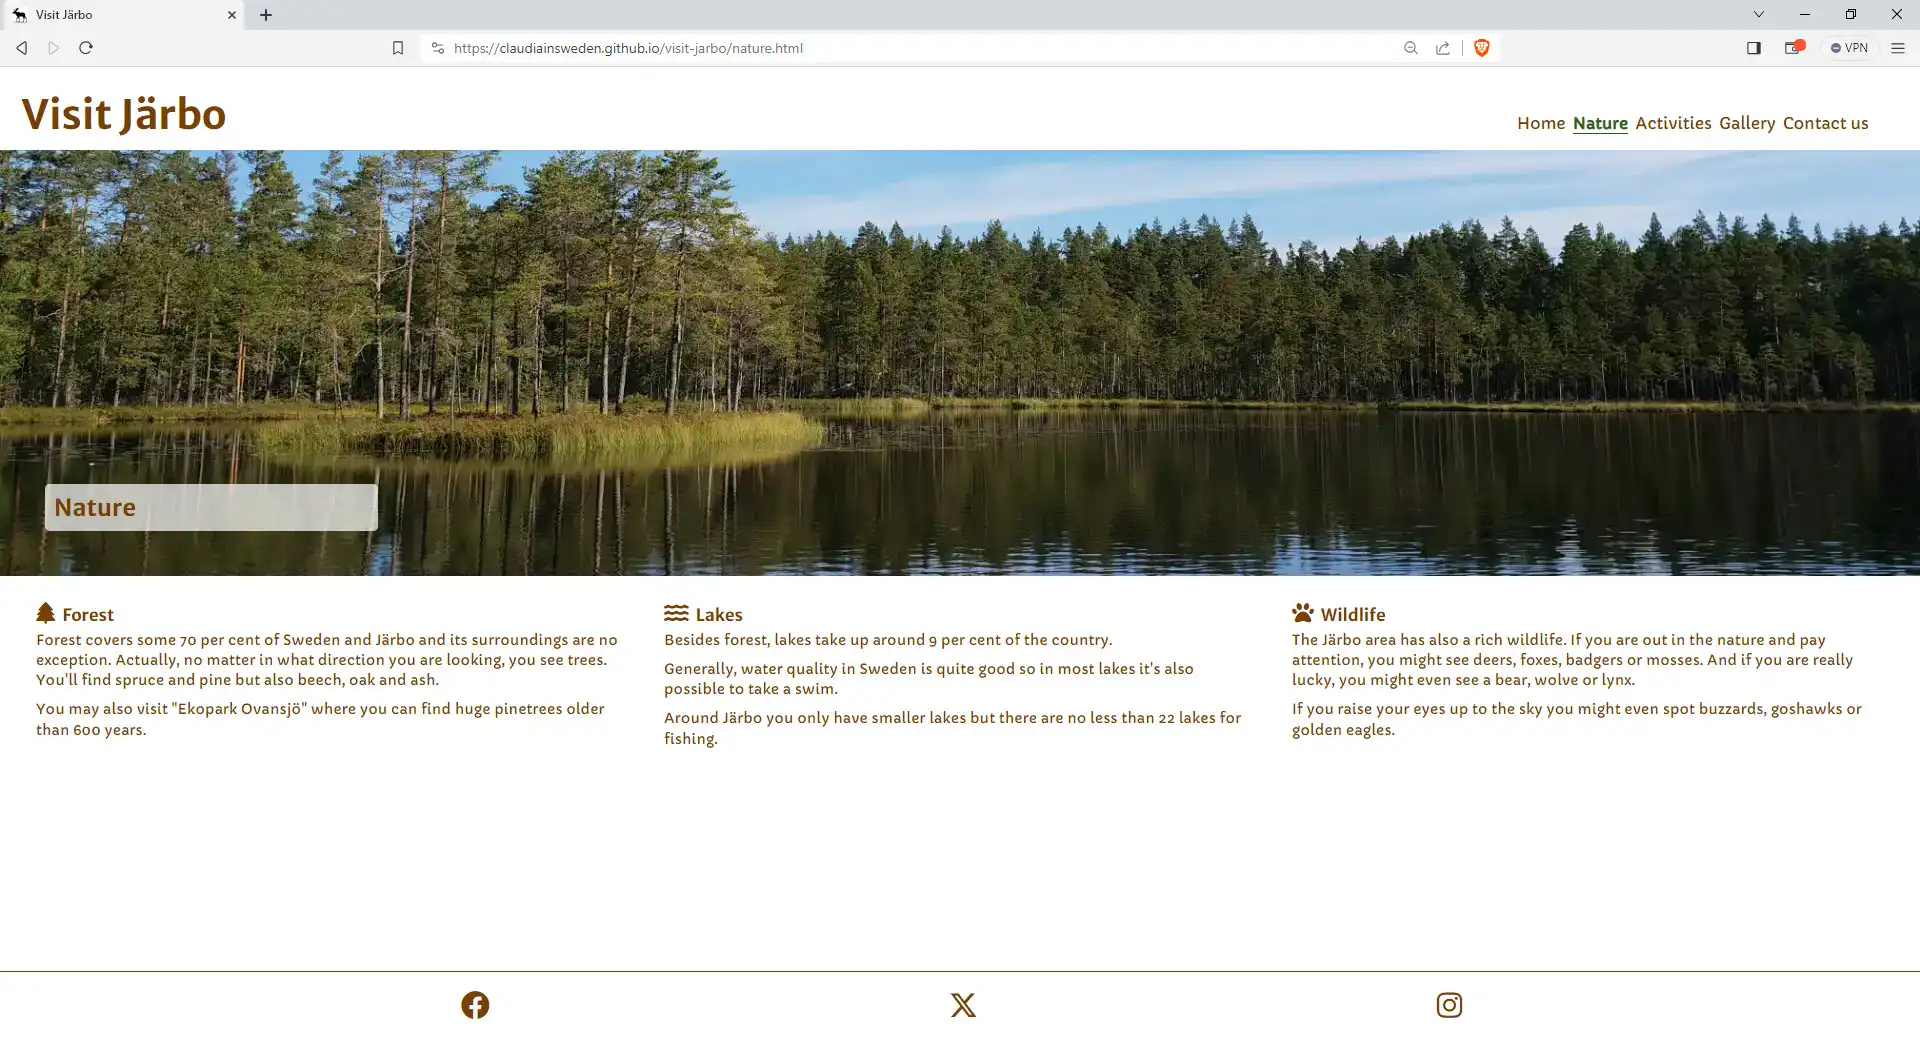 Visit Järbo
https://claudiainsweden.github.io/visit-jarbo/nature.html
VPN
Visit Järbo
Home Nature Activities Gallery Contact us
Nature
Forest
Forest covers some 70 per cent of Sweden and Järbo and its surroundings are no
exception. Actually, no matter in what direction you are looking, you see trees.
You'll find spruce and pine but also beech, oak and ash.
You may also visit "Ekopark Ovansjö" where you can find huge pinetrees older
than 600 years.
Lakes
Besides forest, lakes take up around 9 per cent of the country.
Generally, water quality in Sweden is quite good so in most lakes it's also
possible to take a swim.
Around Järbo you only have smaller lakes but there are no less than 22 lakes for
fishing.
Wildlife
The Järbo area has also a rich wildlife. If you are out in the nature and pay
attention, you might see deers, foxes, badgers or mosses. And if you are really
lucky, you might even see a bear, wolve or lynx.
If you raise your eyes up to the sky you might even spot buzzards, goshawks or
golden eagles.